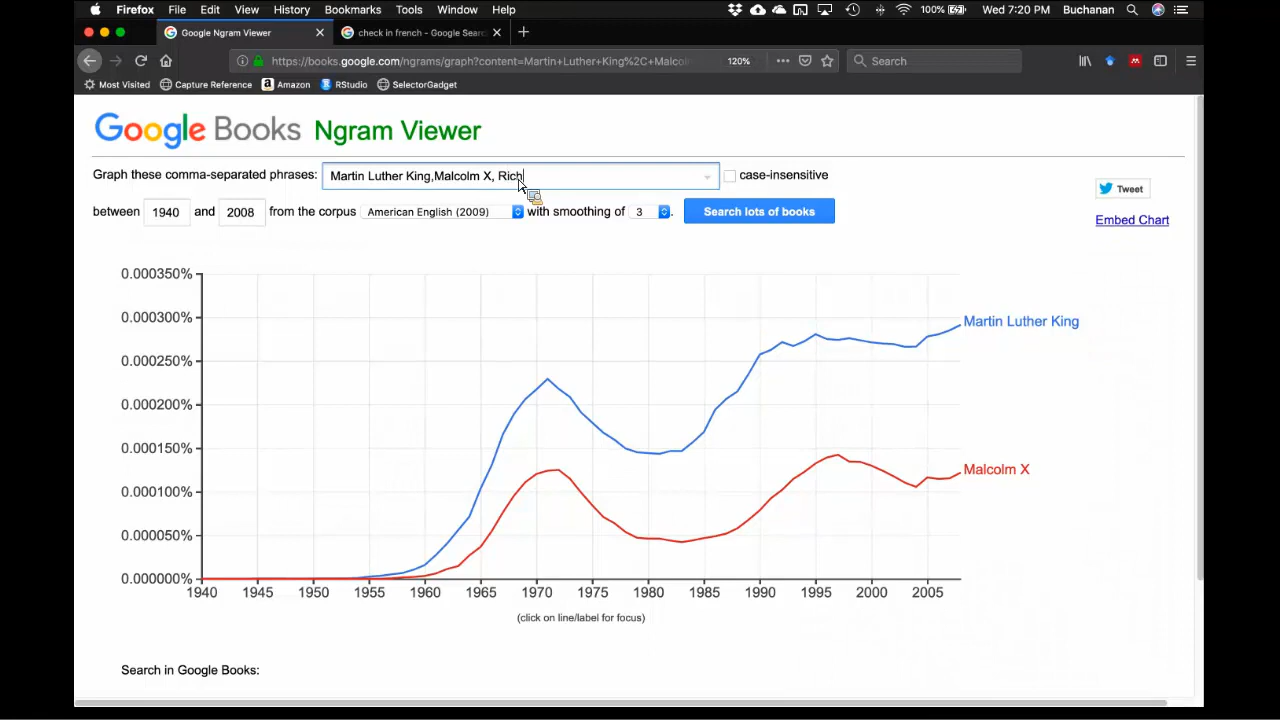 Firefox File Edit View History Bookmarks Tools Window Help 100% Wed 7:20 PM Buchanan
Google Ngram Viewer check in french - Google Searc
https://books.google.com/ngrams/graph?content=Martin+Luther+King%2C+Malcol 120% Search
Most Visited Capture Reference Amazon RStudio SelectorGadget
Google Books Ngram Viewer
Graph these comma-separated phrases: Martin Luther King,Malcolm X, Rich case-insensitive
between 1940 and 2008 from the corpus American English (2009) with smoothing of 3 . Search lots of books
Tweet
Embed Chart
0.000350%
0.000300%
0.000250%
0.000200%
0.000150%
0.000100%
0.000050%
0.000000%
Martin Luther King
Malcolm X
1940 1945 1950 1955 1960 1965 1970 1975 1980 1985 1990 1995 2000 2005
(click on line/label for focus)
Search in Google Books: